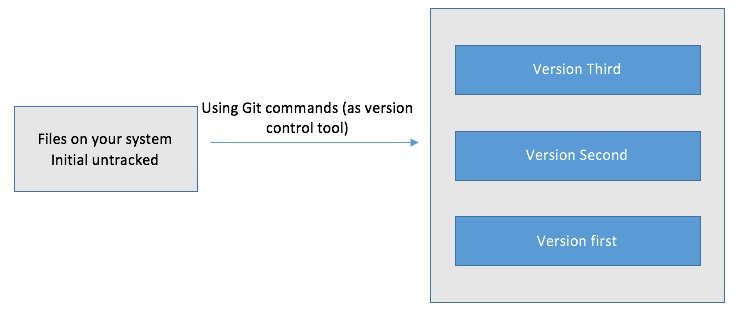 Files on your system
Initial untracked
Using Git commands (as version
control tool)
Version Third
Version Second
Version first